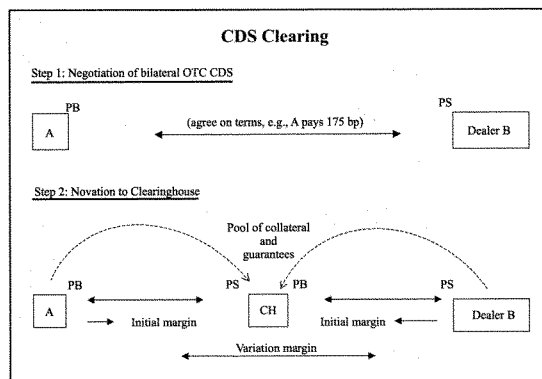 CDS Clearing
Step 1: Negotiation of bilateral OTC CDS
PB
PS
A
(agree on terms, e.g., A pays 175 bp)
Dealer B
Step 2: Novation to Clearinghouse
Pool of collateral
and
guarantees
PB
PS
PB
PS
A
CH
Dealer B
Initial margin
Initial margin
Variation margin